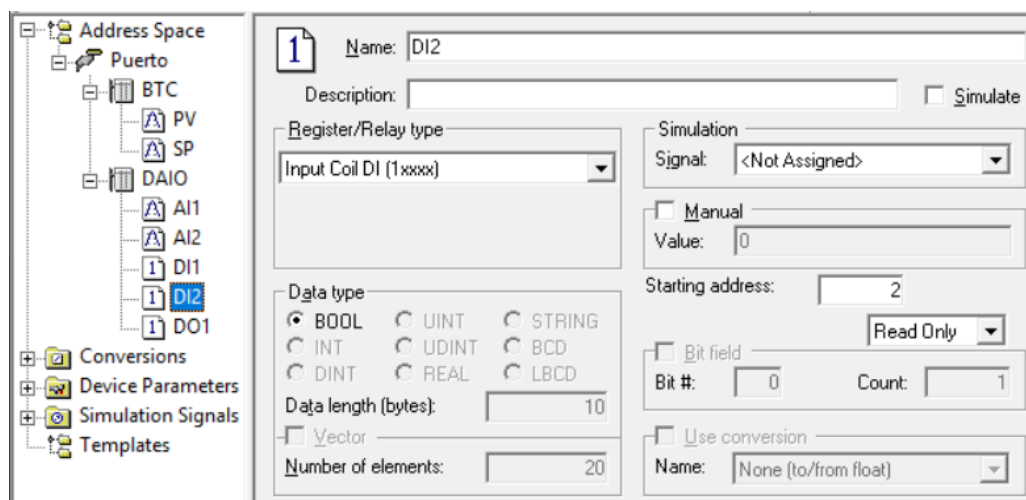 Address Space
Puerto
BTC
PV
SP
DAIO
AI1
AI2
DI1
DI2
DO1
Conversions
Device Parameters
Simulation Signals
Templates
1 Name: DI2
Description: Simulate
Register/Relay type
Input Coil DI (1xxxx)
Simulation
Signal: <Not Assigned>
Manual
Value: 0
Starting address: 2
Read Only
Data type
BOOL UINT STRING
INT UDINT BCD
DINT REAL LBCD
Data length (bytes): 10
Vector
Number of elements: 20
Bit field
Bit #: 0 Count: 1
Use conversion
Name: None (to/from float)